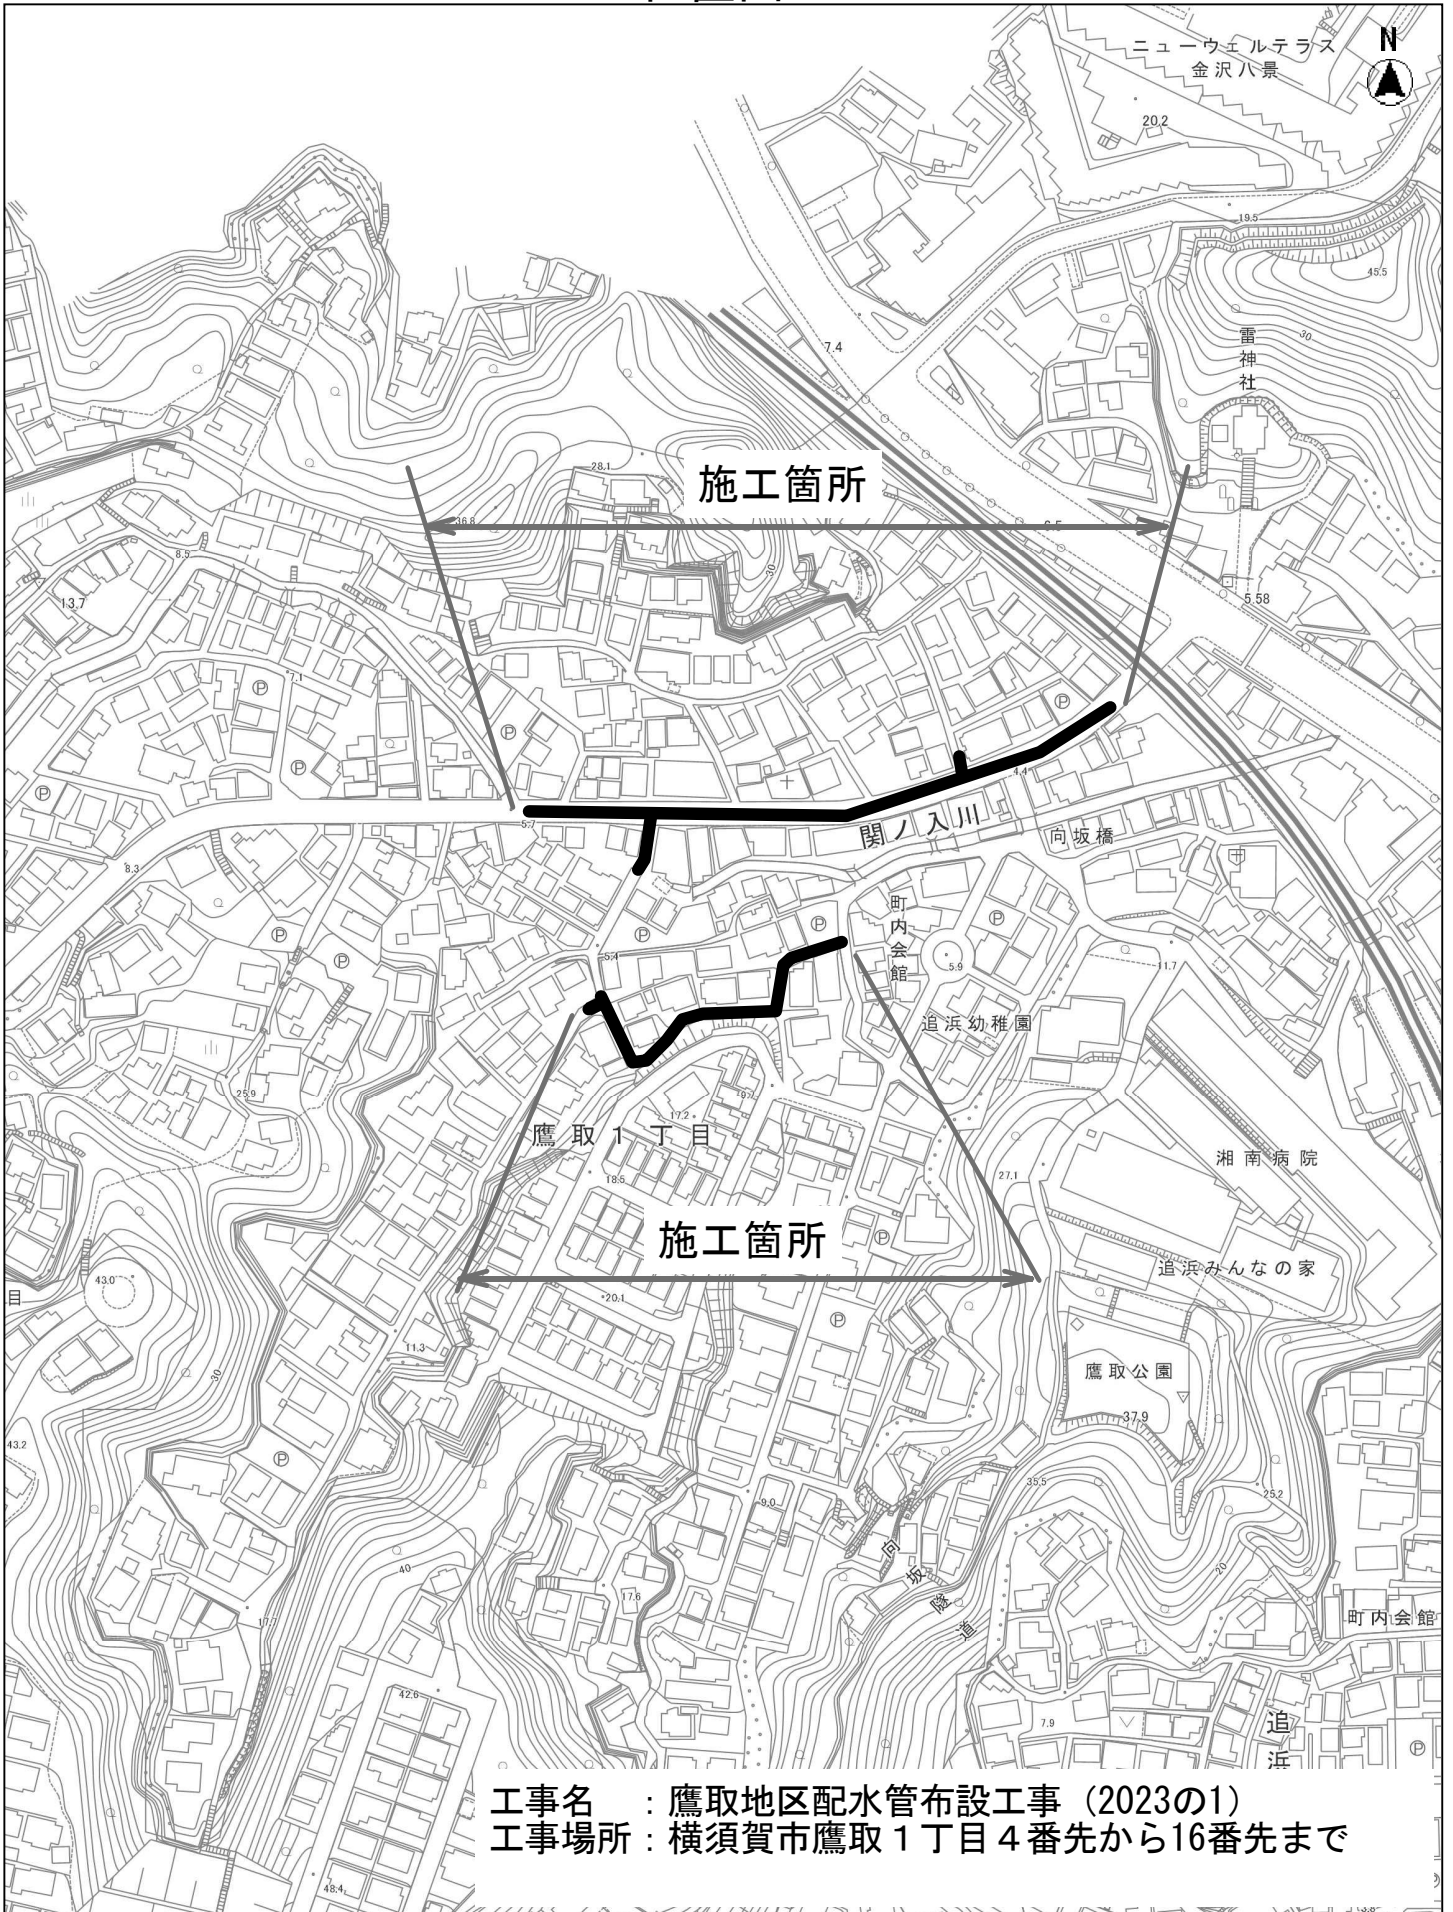 ニューウェルテラス
金沢八景
N
20.2
19.5
45.5
30
7.4
雷神社
28.1
施工箇所
36.8
6.5
8.5
30
13.7
5.58
7.1
P
P
P
P
5.7
4.4
関ノ入川
向坂橋
8.3
P
P
P
P
P
町内会館
5.4
5.9
11.7
追浜幼稚園
25.9
9.7
17.2
鷹取1丁目
湘南病院
27.1
18.5
施工箇所
P
追浜みんなの家
43.0
目
20.1
P
11.3
鷹取公園
30
37.9
43.2
P
35.5
25.2
9.0
向坂隧道
40
20
17.6
17.7
町内会館
42.6
7.9
追浜
P
工事名 ：鷹取地区配水管布設工事（2023の1）
工事場所：横須賀市鷹取１丁目４番先から16番先まで
48.4